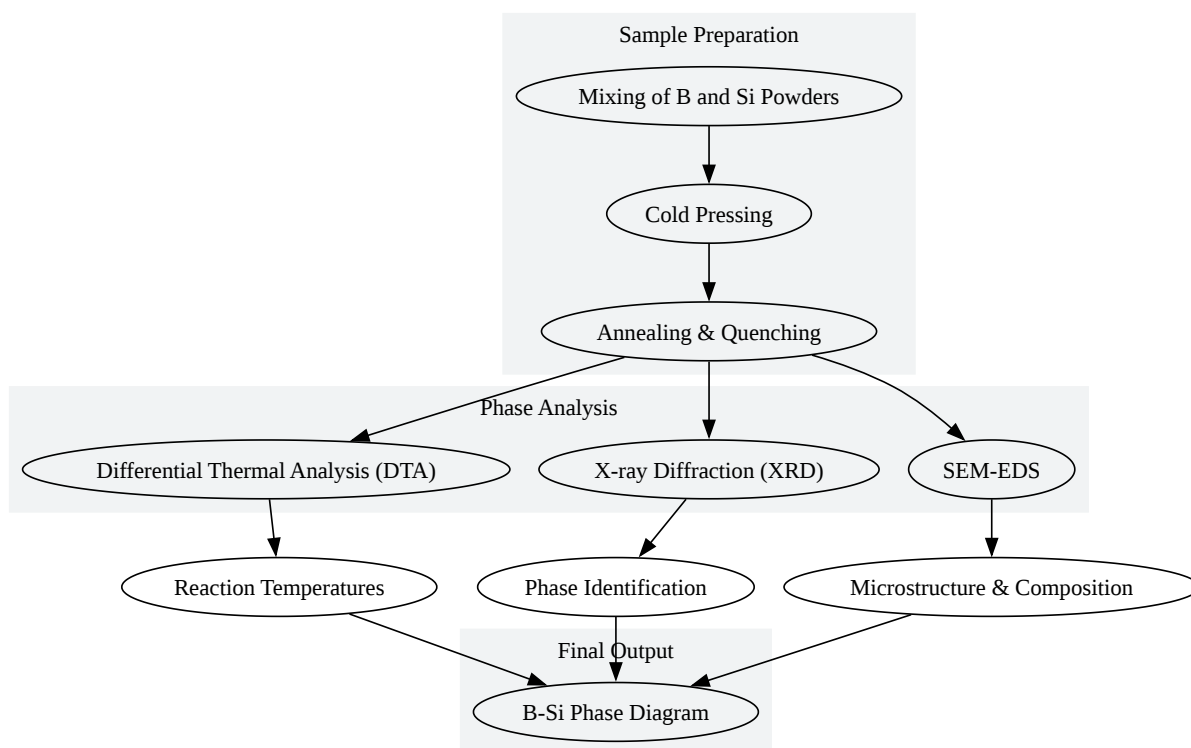 Sample Preparation
Mixing of B and Si Powders
Cold Pressing
Annealing & Quenching
Phase Analysis
Differential Thermal Analysis (DTA)
X-ray Diffraction (XRD)
SEM-EDS
Reaction Temperatures
Phase Identification
Microstructure & Composition
Final Output
B-Si Phase Diagram